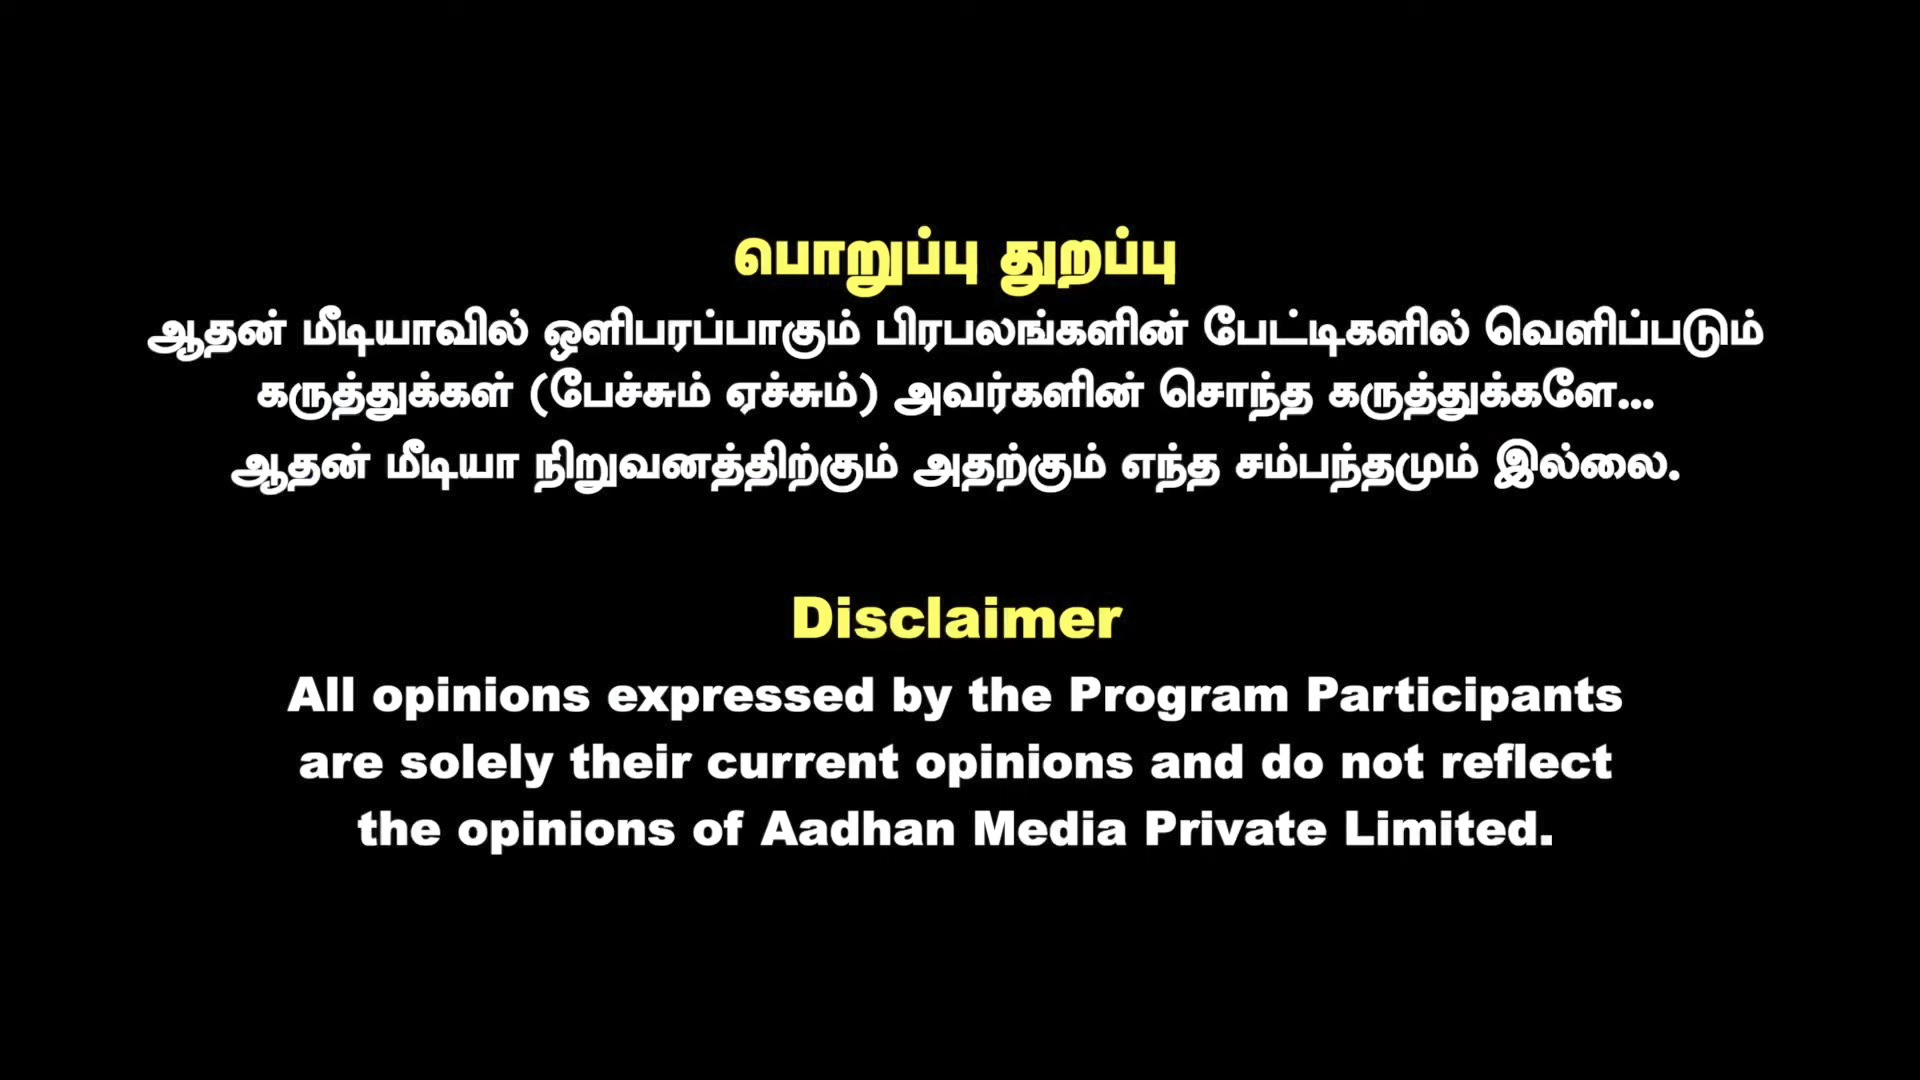 பொறுப்பு துறப்பு
ஆதன் மீடியாவில் ஒளிபரப்பாகும் பிரபலங்களின் பேட்டிகளில் வெளிப்படும்
கருத்துக்கள் (பேச்சும் ஏச்சும்) அவர்களின் சொந்த கருத்துக்களே...
ஆதன் மீடியா நிறுவனத்திற்கும் அதற்கும் எந்த சம்பந்தமும் இல்லை.
Disclaimer
All opinions expressed by the Program Participants
are solely their current opinions and do not reflect
the opinions of Aadhan Media Private Limited.